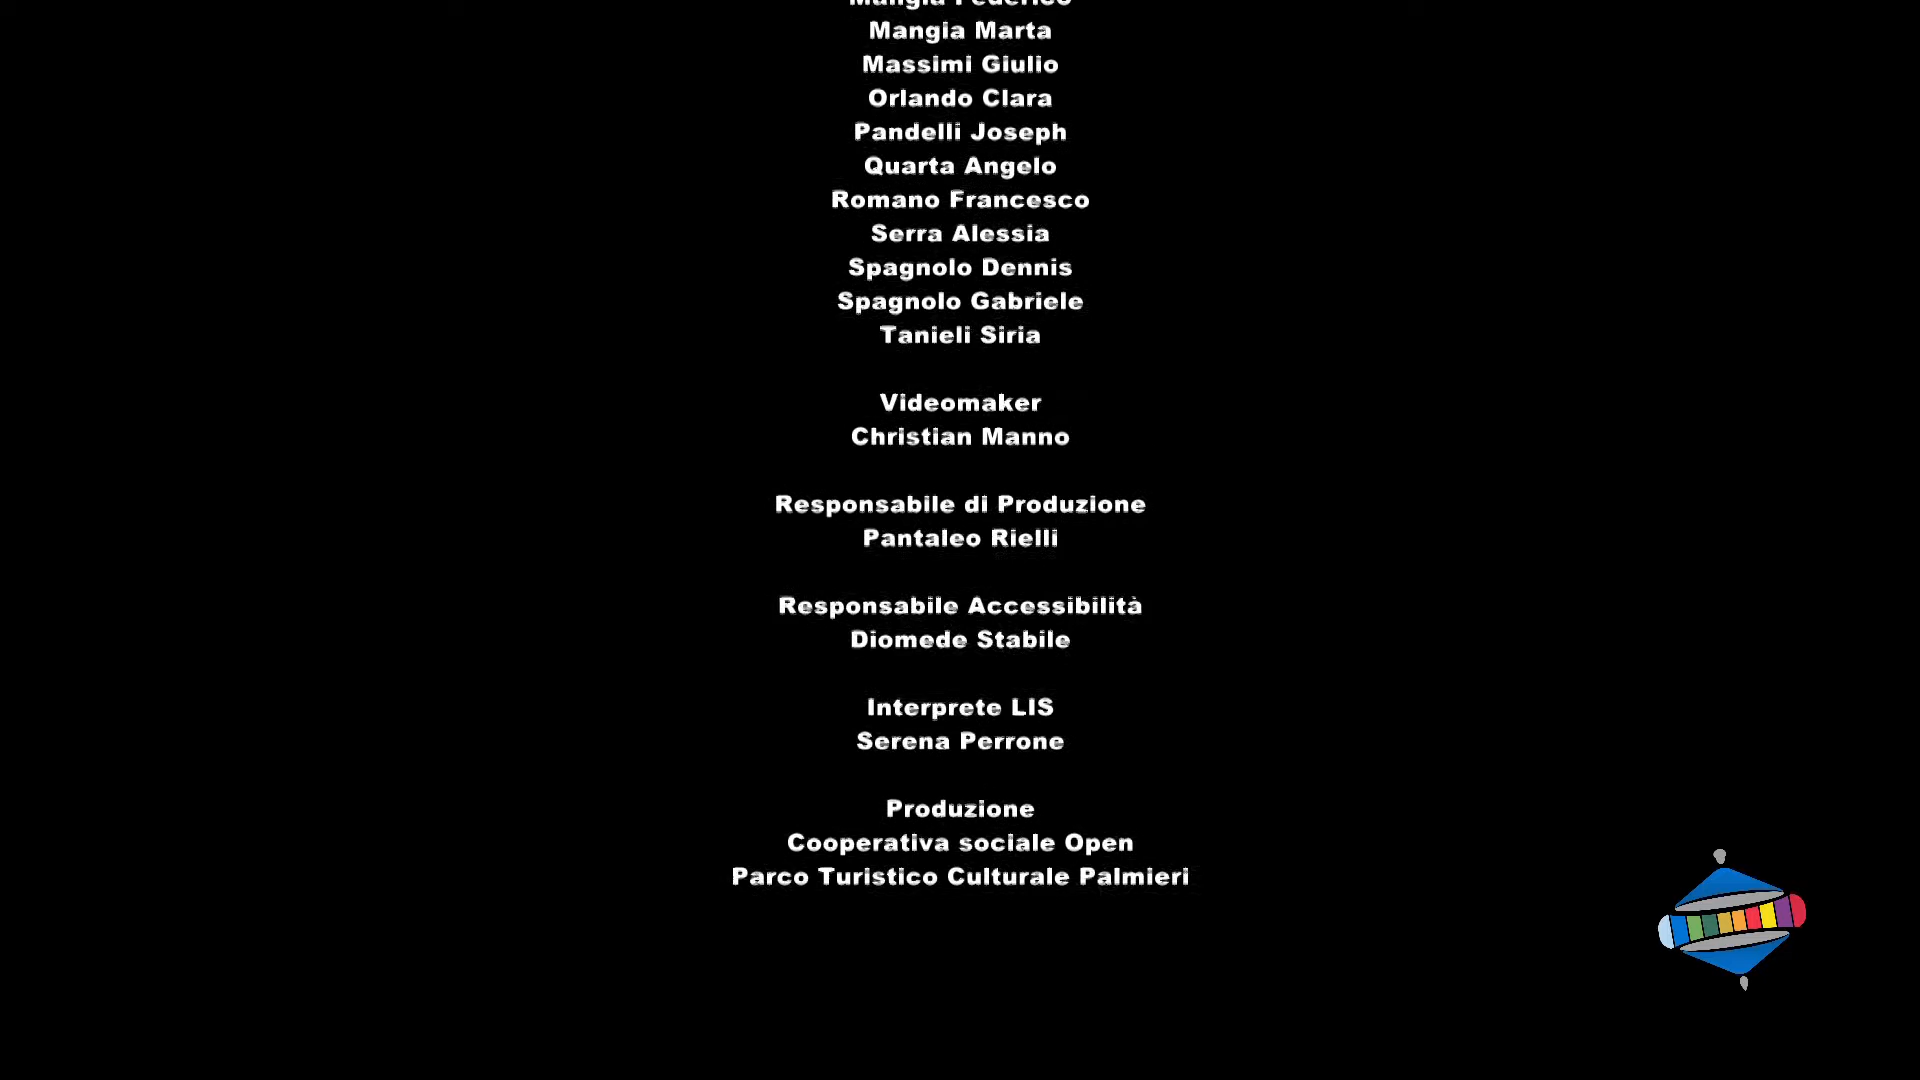 Mangia Federico
Mangia Marta
Massimi Giulio
Orlando Clara
Pandelli Joseph
Quarta Angelo
Romano Francesco
Serra Alessia
Spagnolo Dennis
Spagnolo Gabriele
Tanieli Siria
Videomaker
Christian Manno
Responsabile di Produzione
Pantaleo Rielli
Responsabile Accessibilità
Diomede Stabile
Interprete LIS
Serena Perrone
Produzione
Cooperativa sociale Open
Parco Turistico Culturale Palmieri